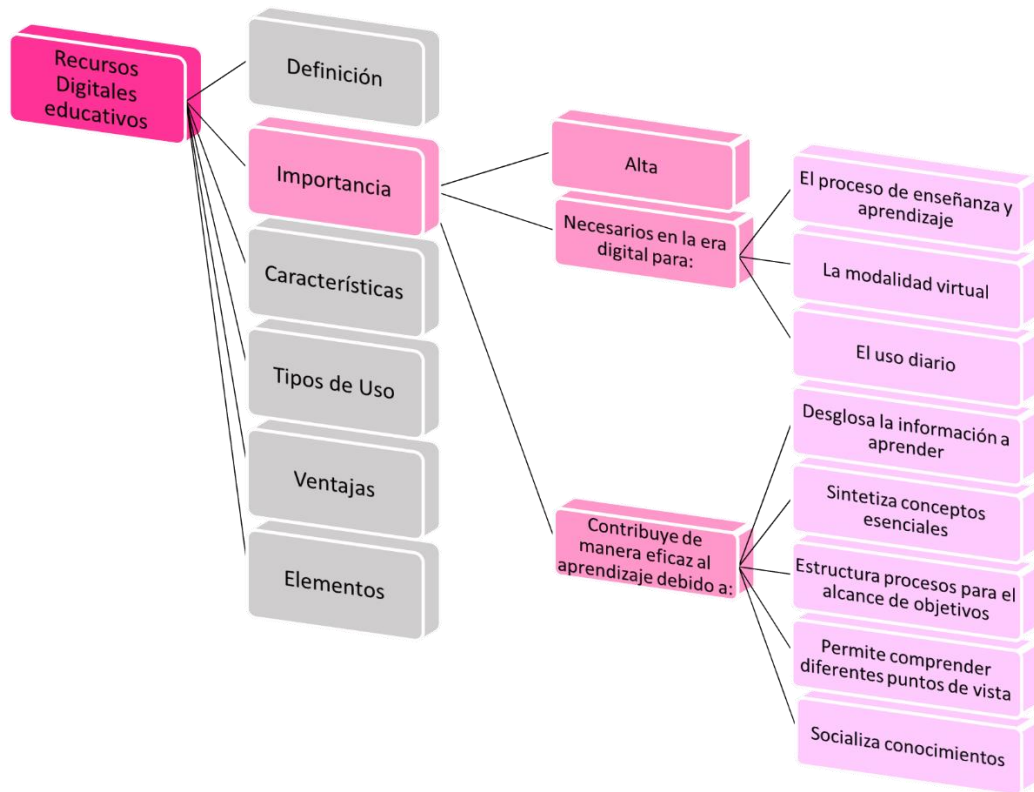 Recursos
Digitales
educativos
Definición
Importancia
Características
Tipos de Uso
Ventajas
Elementos
Alta
Necesarios en la era
digital para:
Contribuye de
manera eficaz al
aprendizaje debido a:
El proceso de enseñanza y
aprendizaje
La modalidad virtual
El uso diario
Desglosa la información a
aprender
Sintetiza conceptos
esenciales
Estructura procesos para el
alcance de objetivos
Permite comprender
diferentes puntos de vista
Socializa conocimientos